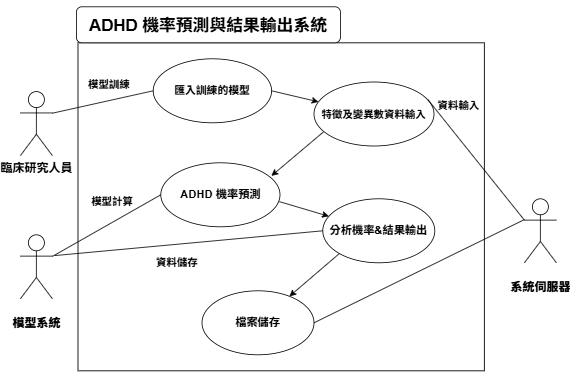 ADHD 機率預測與結果輸出系統
模型訓練
匯入訓練的模型
特徵及變異數資料輸入
資料輸入
臨床研究人員
模型計算
ADHD 機率預測
分析機率&結果輸出
資料儲存
系統伺服器
模型系統
檔案儲存